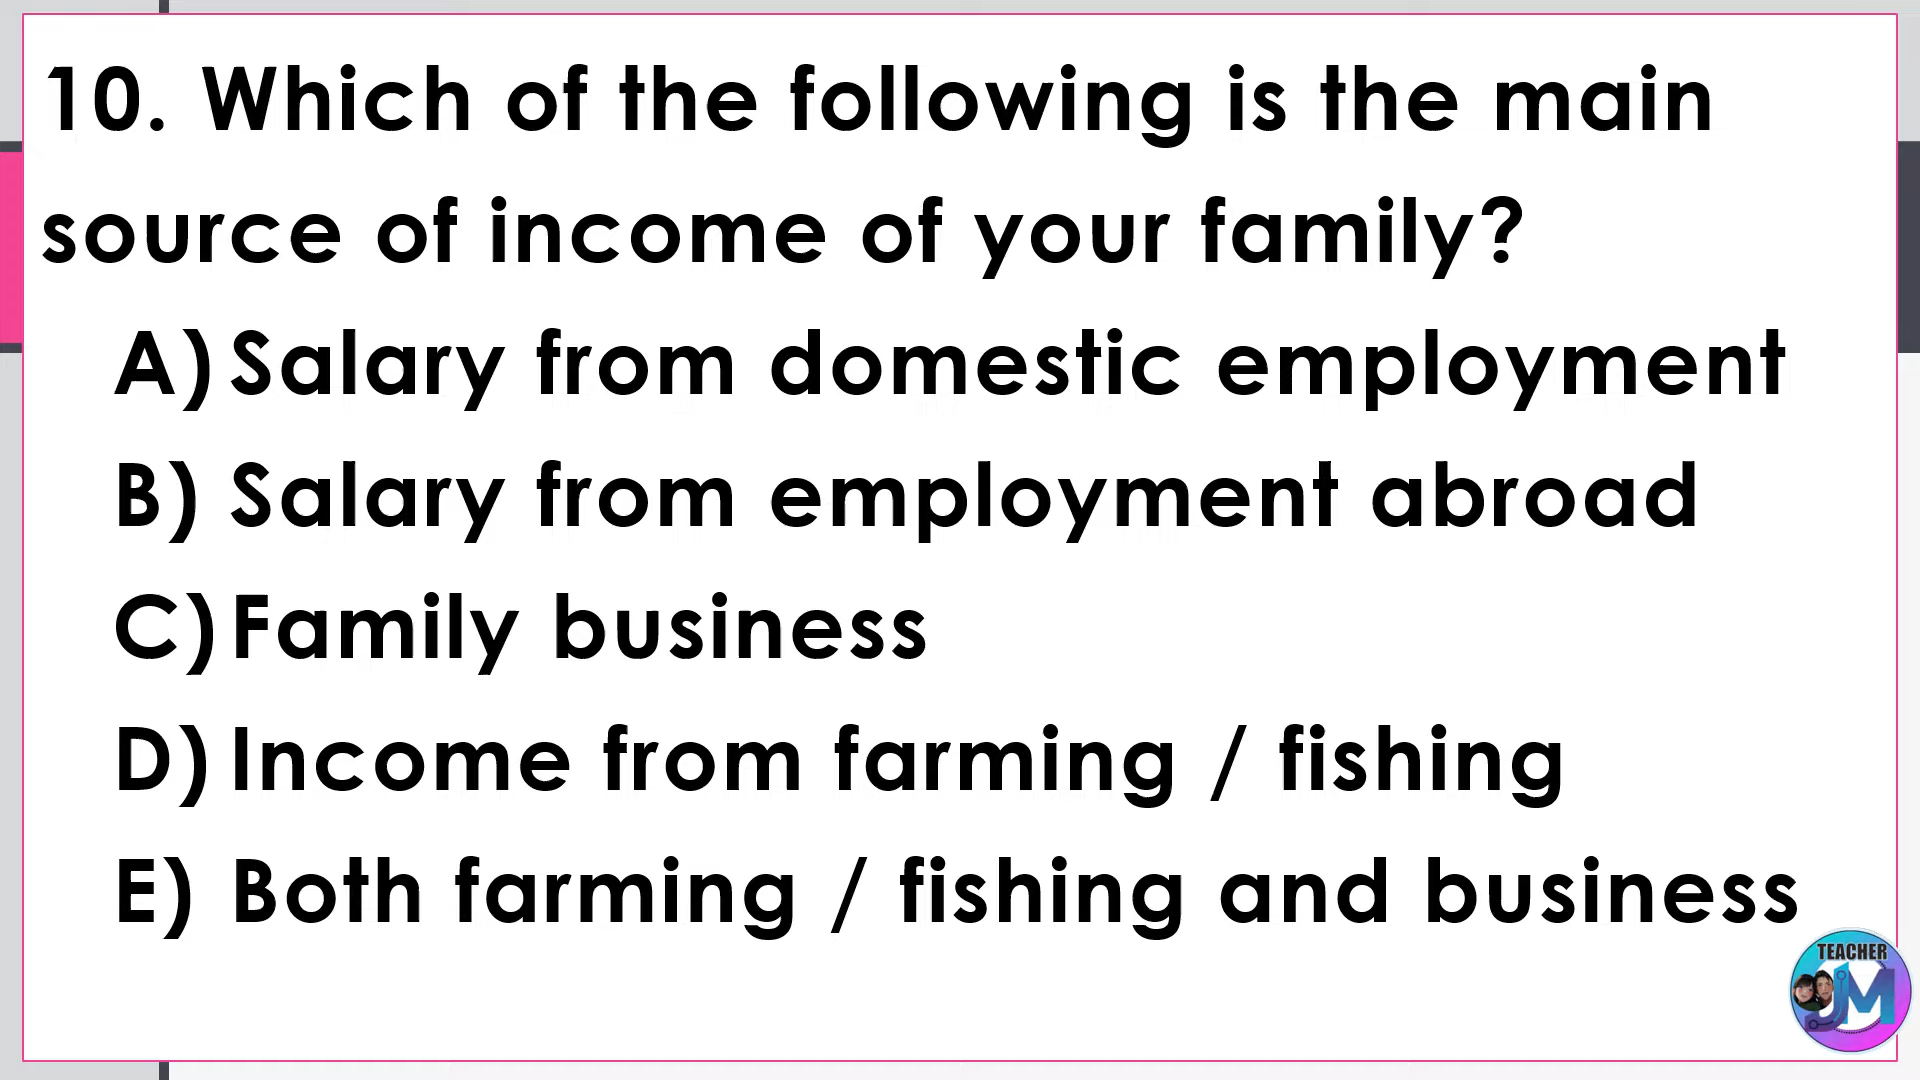 10. Which of the following is the main
source of income of your family?
A) Salary from domestic employment
B) Salary from employment abroad
C) Family business
D) Income from farming / fishing
E) Both farming / fishing and business
TEACHER
JM